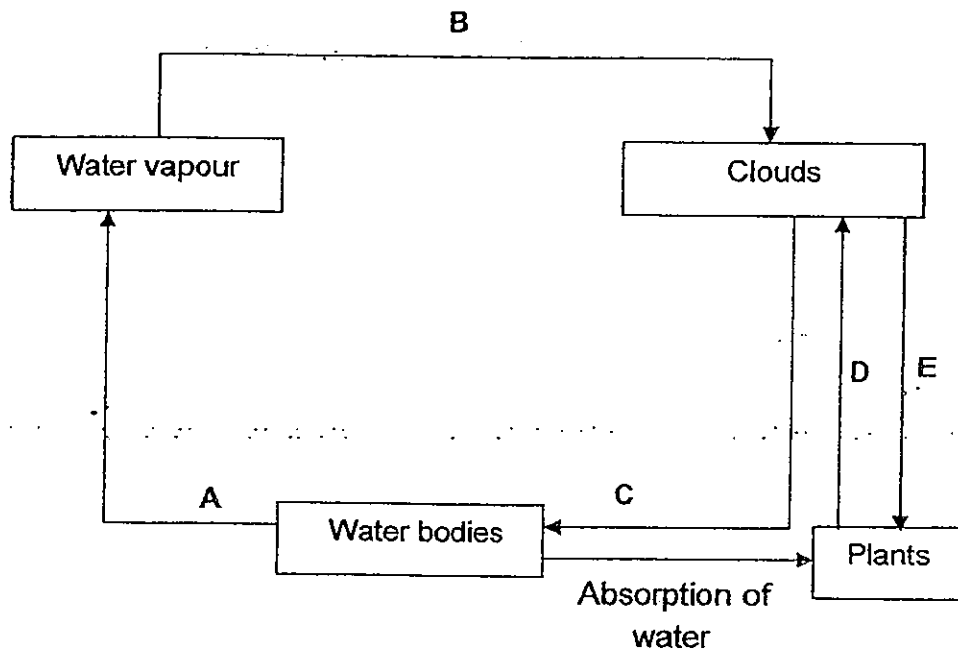 B
Water vapour
Clouds
D
E
A
C
Water bodies
Plants
Absorption of
water